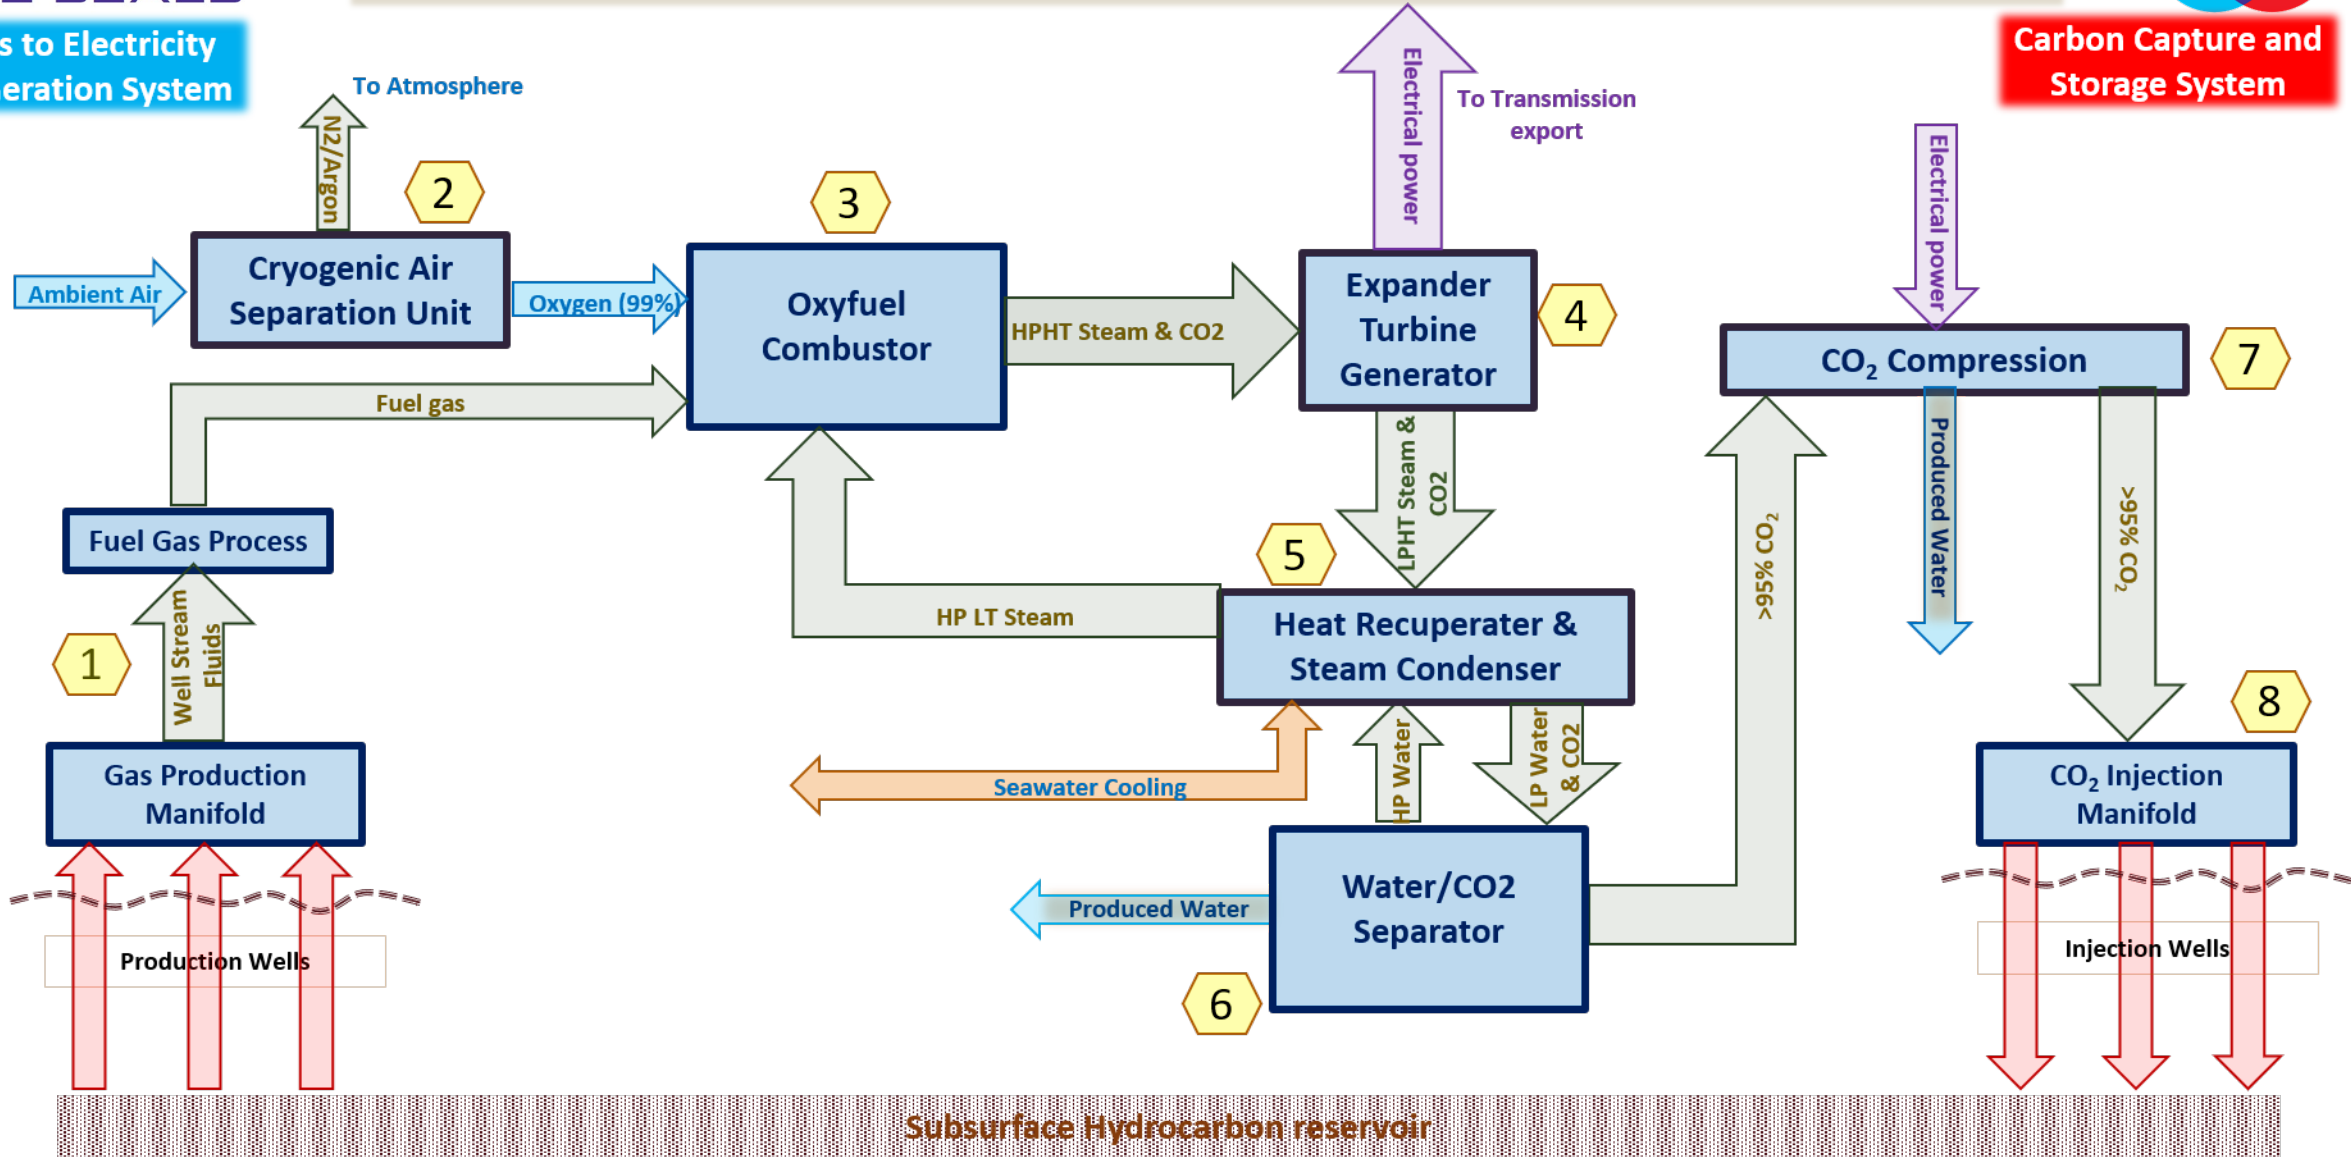 s to Electricity
eration System
Carbon Capture and
Storage System
To Atmosphere
N2/Argon
2
3
Electrical power
To Transmission
export
Electrical power
Ambient Air
Cryogenic Air
Separation Unit
Oxygen (99%)
Oxyfuel
Combustor
HPHT Steam & CO2
Expander
Turbine
Generator
4
CO₂ Compression
7
Fuel gas
LPHT Steam &
CO2
Fuel Gas Process
5
>95% CO₂
Produced Water
>95% CO₂
1
Well Stream
Fluids
HP LT Steam
Heat Recuperater &
Steam Condenser
8
Gas Production
Manifold
Seawater Cooling
HP Water
LP Water
& CO2
CO₂ Injection
Manifold
Produced Water
Water/CO2
Separator
6
Production Wells
Injection Wells
Subsurface Hydrocarbon reservoir